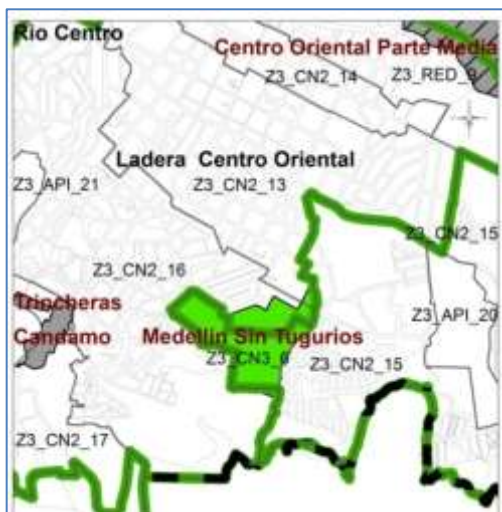 Rio Centro
Centro Oriental Parte Media
Z3_CN2_14
Z3_RED_9
Ladera Centro Oriental
Z3_API_21
Z3_CN2_13
Z3_CN2_15
Z3_CN2_16
Trincheras
Candamo
Medellin Sin Tugurios
Z3_API_20
Z3_CN3_6
Z3_CN2_15
Z3_CN2_17